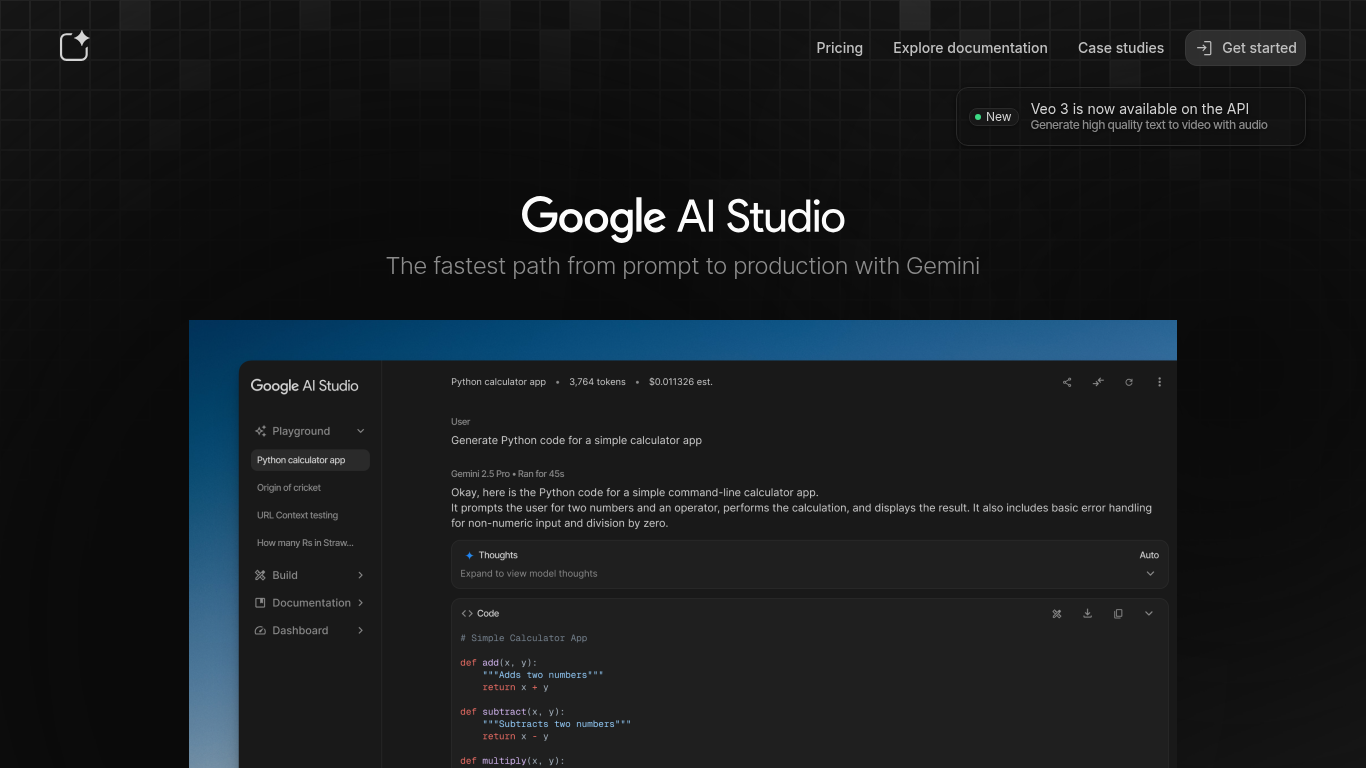 Pricing
Explore documentation
Case studies
Get started
New
Veo 3 is now available on the API
Generate high quality text to video with audio
Google AI Studio
The fastest path from prompt to production with Gemini
Google AI Studio
Playground
Python calculator app
Origin of cricket
URL Context testing
How many Rs in Straw...
Build
Documentation
Dashboard
Python calculator app • 3,764 tokens • $0.011326 est.
User
Generate Python code for a simple calculator app
Gemini 2.5 Pro • Ran for 45s
Okay, here is the Python code for a simple command-line calculator app.
It prompts the user for two numbers and an operator, performs the calculation, and displays the result. It also includes basic error handling
for non-numeric input and division by zero.
Thoughts
Auto
Expand to view model thoughts
Code
# Simple Calculator App
def add(x, y):
"""Adds two numbers"""
return x + y
def subtract(x, y):
"""Subtracts two numbers"""
return x - y
def multiply(x, y):